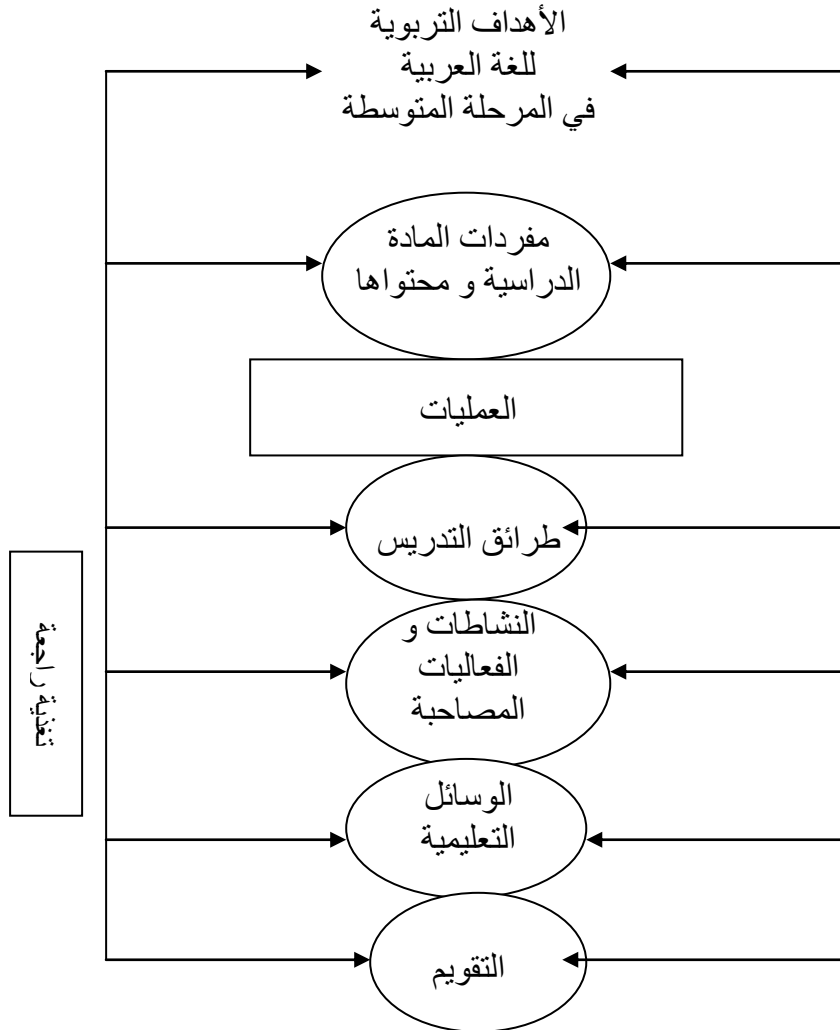 الأهداف التربوية
للغة العربية
في المرحلة المتوسطة
مفردات المادة
الدراسية و محتواها
العمليات
طرائق التدريس
النشاطات و
الفعاليات
المصاحبة
الوسائل
التعليمية
التقويم
تغذية راجعة